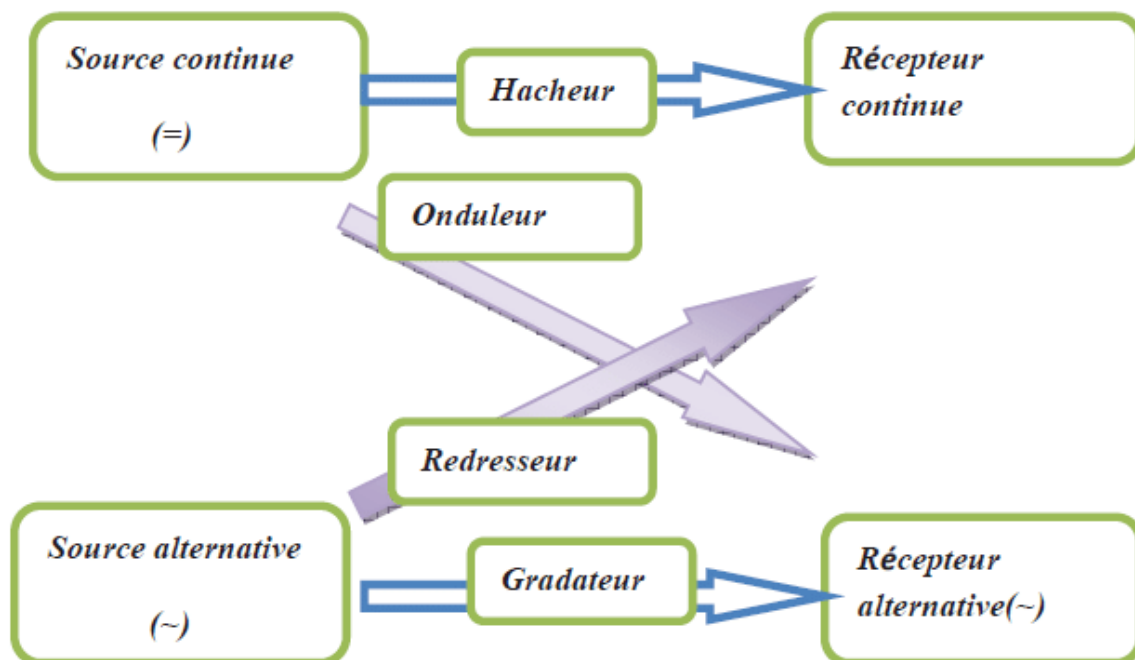 Source continue
(=)
Hacheur
Récepteur
continue
Onduleur
Redresseur
Source alternative
(~)
Gradateur
Récepteur
alternative(~)